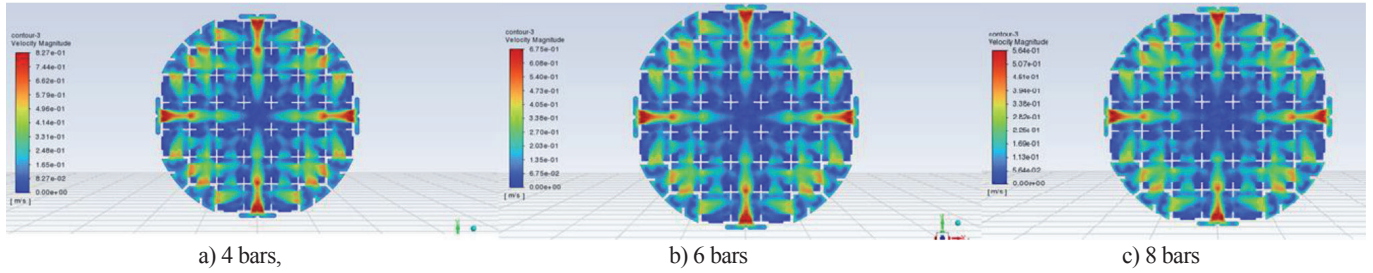 contour-3
Velocity Magnitude
8.27e-01
7.44e-01
6.62e-01
5.79e-01
4.96e-01
4.14e-01
3.31e-01
2.48e-01
1.65e-01
8.27e-02
0.00e+00
[ m/s ]
contour-3
Velocity Magnitude
6.75e-01
6.08e-01
5.40e-01
4.73e-01
4.05e-01
3.38e-01
2.70e-01
2.03e-01
1.35e-01
6.75e-02
0.00e+00
[ m/s ]
contour-3
Velocity Magnitude
5.64e-01
5.07e-01
4.51e-01
3.94e-01
3.38e-01
2.82e-01
2.26e-01
1.69e-01
1.13e-01
5.64e-02
0.00e+00
[ m/s ]
a) 4 bars,
b) 6 bars
c) 8 bars